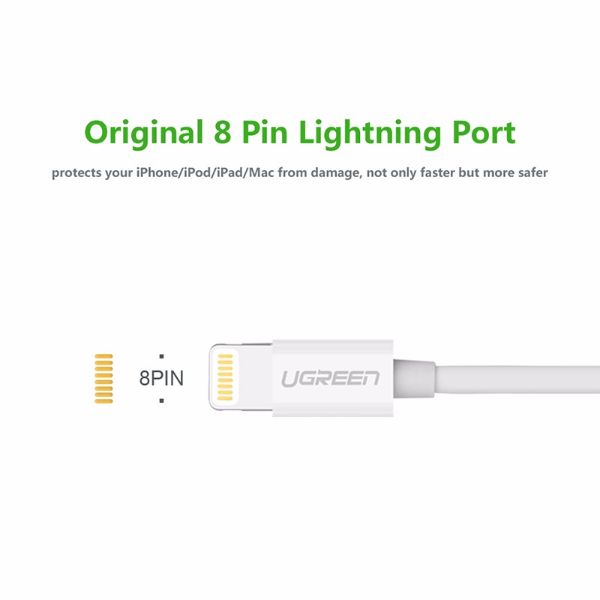 Original 8 Pin Lightning Port
protects your iPhone/iPod/iPad/Mac from damage, not only faster but more safer
8PIN
UGREEN